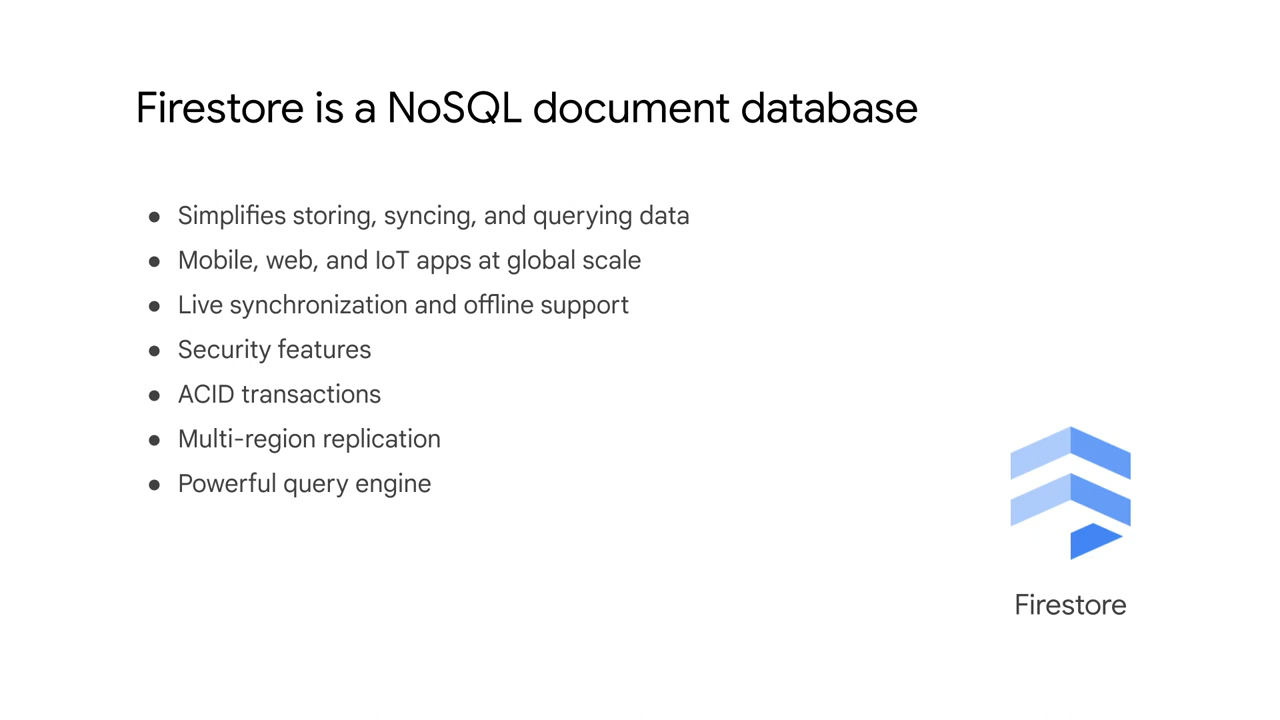 Firestore is a NoSQL document database
● Simplifies storing, syncing, and querying data
● Mobile, web, and IoT apps at global scale
● Live synchronization and offline support
● Security features
● ACID transactions
● Multi-region replication
● Powerful query engine
Firestore